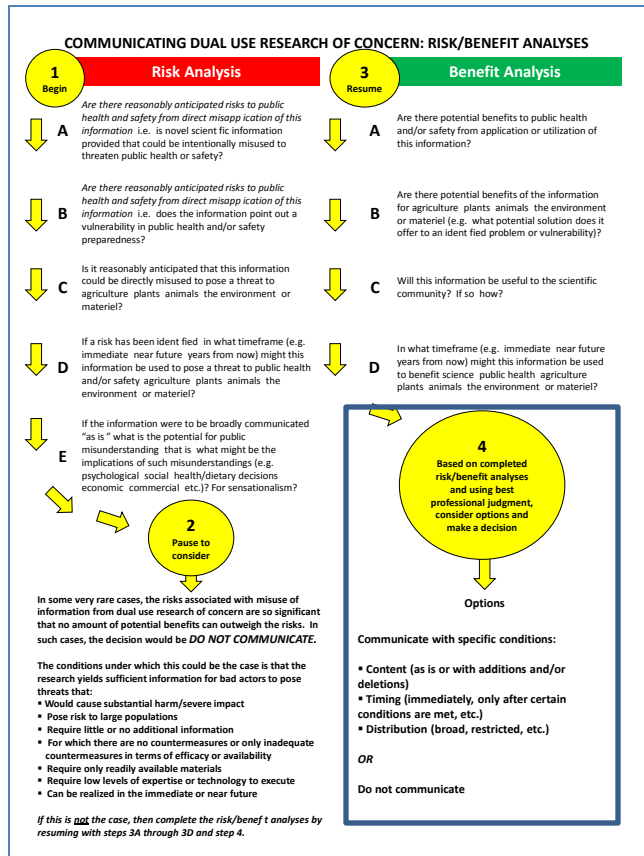 COMMUNICATING DUAL USE RESEARCH OF CONCERN: RISK/BENEFIT ANALYSES
1
Begin
Risk Analysis
A
Are there reasonably anticipated risks to public
health and safety from direct misapp ication of this
information i.e. is novel scient fic information
provided that could be intentionally misused to
threaten public health or safety?
B
Are there reasonably anticipated risks to public
health and safety from direct misapp ication of this
information i.e. does the information point out a
vulnerability in public health and/or safety
preparedness?
C
Is it reasonably anticipated that this information
could be directly misused to pose a threat to
agriculture plants animals the environment or
materiel?
D
If a risk has been ident fied in what timeframe (e.g.
immediate near future years from now) might this
information be used to pose a threat to public health
and/or safety agriculture plants animals the
environment or materiel?
E
If the information were to be broadly communicated
"as is " what is the potential for public
misunderstanding that is what might be the
implications of such misunderstandings (e.g.
psychological social health/dietary decisions
economic commercial etc.)? For sensationalism?
2
Pause to
consider
In some very rare cases, the risks associated with misuse of
information from dual use research of concern are so significant
that no amount of potential benefits can outweigh the risks. In
such cases, the decision would be DO NOT COMMUNICATE.
The conditions under which this could be the case is that the
research yields sufficient information for bad actors to pose
threats that:
▪ Would cause substantial harm/severe impact
▪ Pose risk to large populations
▪ Require little or no additional information
▪ For which there are no countermeasures or only inadequate
countermeasures in terms of efficacy or availability
▪ Require only readily available materials
▪ Require low levels of expertise or technology to execute
▪ Can be realized in the immediate or near future
If this is not the case, then complete the risk/benef t analyses by
resuming with steps 3A through 3D and step 4.
3
Resume
Benefit Analysis
A
Are there potential benefits to public health
and/or safety from application or utilization of
this information?
B
Are there potential benefits of the information
for agriculture plants animals the environment
or materiel (e.g. what potential solution does it
offer to an ident fied problem or vulnerability)?
C
Will this information be useful to the scientific
community? If so how?
D
In what timeframe (e.g. immediate near future
years from now) might this information be used
to benefit science public health agriculture
plants animals the environment or materiel?
4
Based on completed
risk/benefit analyses
and using best
professional judgment,
consider options and
make a decision
Options
Communicate with specific conditions:
▪ Content (as is or with additions and/or
deletions)
▪ Timing (immediately, only after certain
conditions are met, etc.)
▪ Distribution (broad, restricted, etc.)
OR
Do not communicate